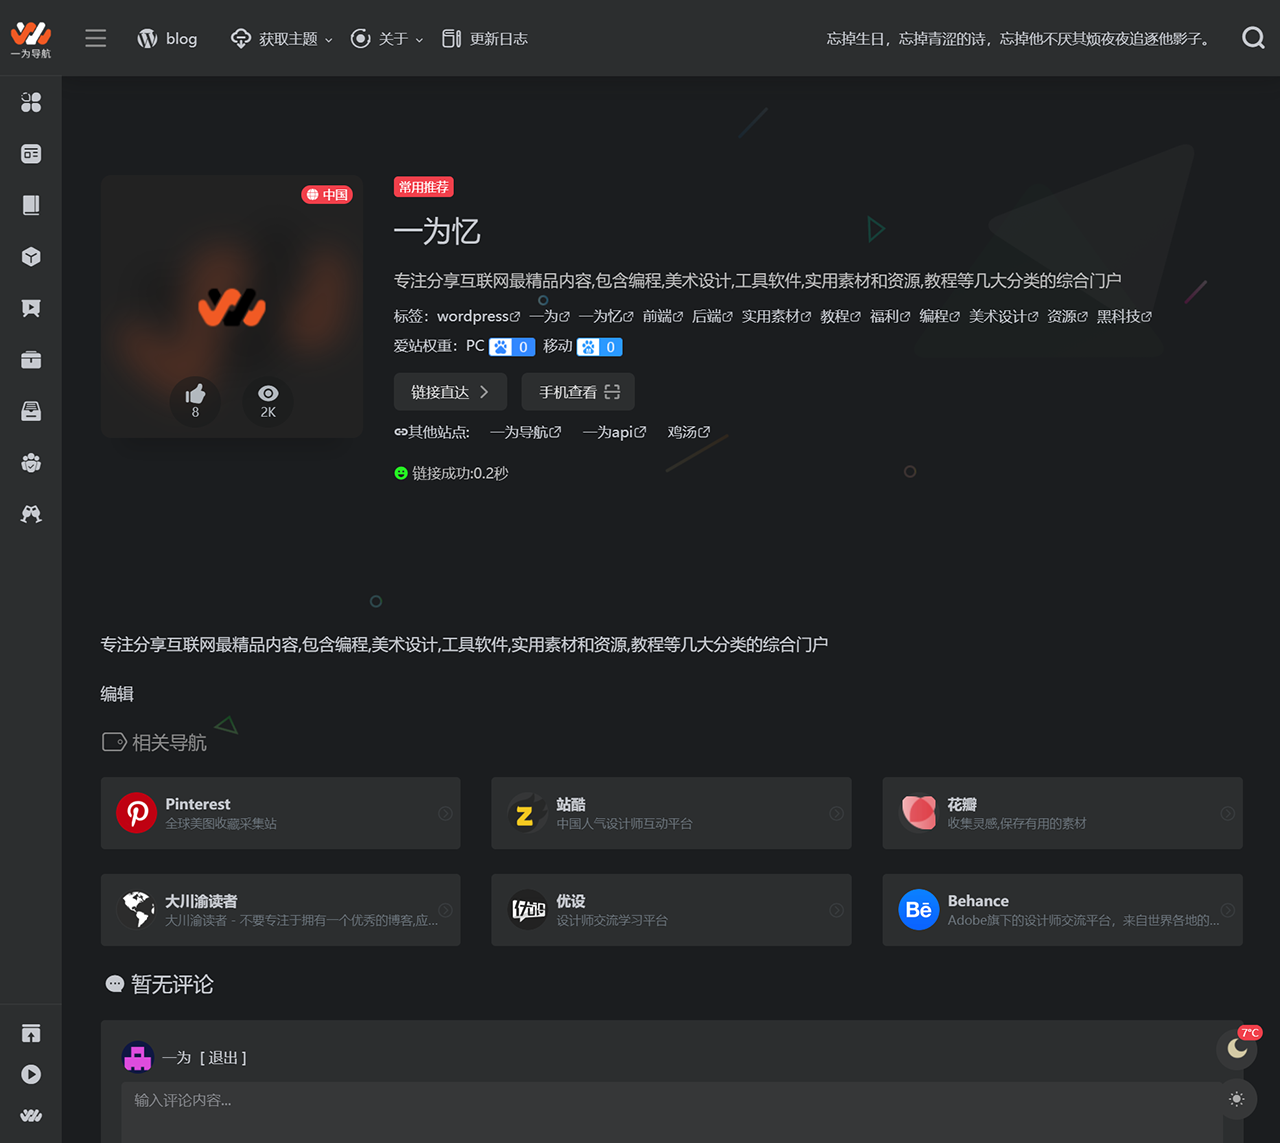 一为导航
blog 获取主题 关于 更新日志
忘掉生日，忘掉青涩的诗，忘掉他不厌其烦夜夜追逐他影子。
中国
8 2K
常用推荐
一为忆
专注分享互联网最精品内容,包含编程,美术设计,工具软件,实用素材和资源,教程等几大分类的综合门户
标签：wordpress 一为 一为忆 前端 后端 实用素材 教程 福利 编程 美术设计 资源 黑科技
爱站权重：PC 0 移动 0
链接直达 手机查看
其他站点: 一为导航 一为api 鸡汤
链接成功:0.2秒
专注分享互联网最精品内容,包含编程,美术设计,工具软件,实用素材和资源,教程等几大分类的综合门户
编辑
相关导航
Pinterest
全球美图收藏采集站
站酷
中国人气设计师互动平台
花瓣
收集灵感,保存有用的素材
大川渝读者
大川渝读者 - 不要专注于拥有一个优秀的博客,应...
优设
优设
设计师交流学习平台
Bē
Behance
Adobe旗下的设计师交流平台，来自世界各地的...
暂无评论
7℃
一为 [ 退出 ]
输入评论内容...